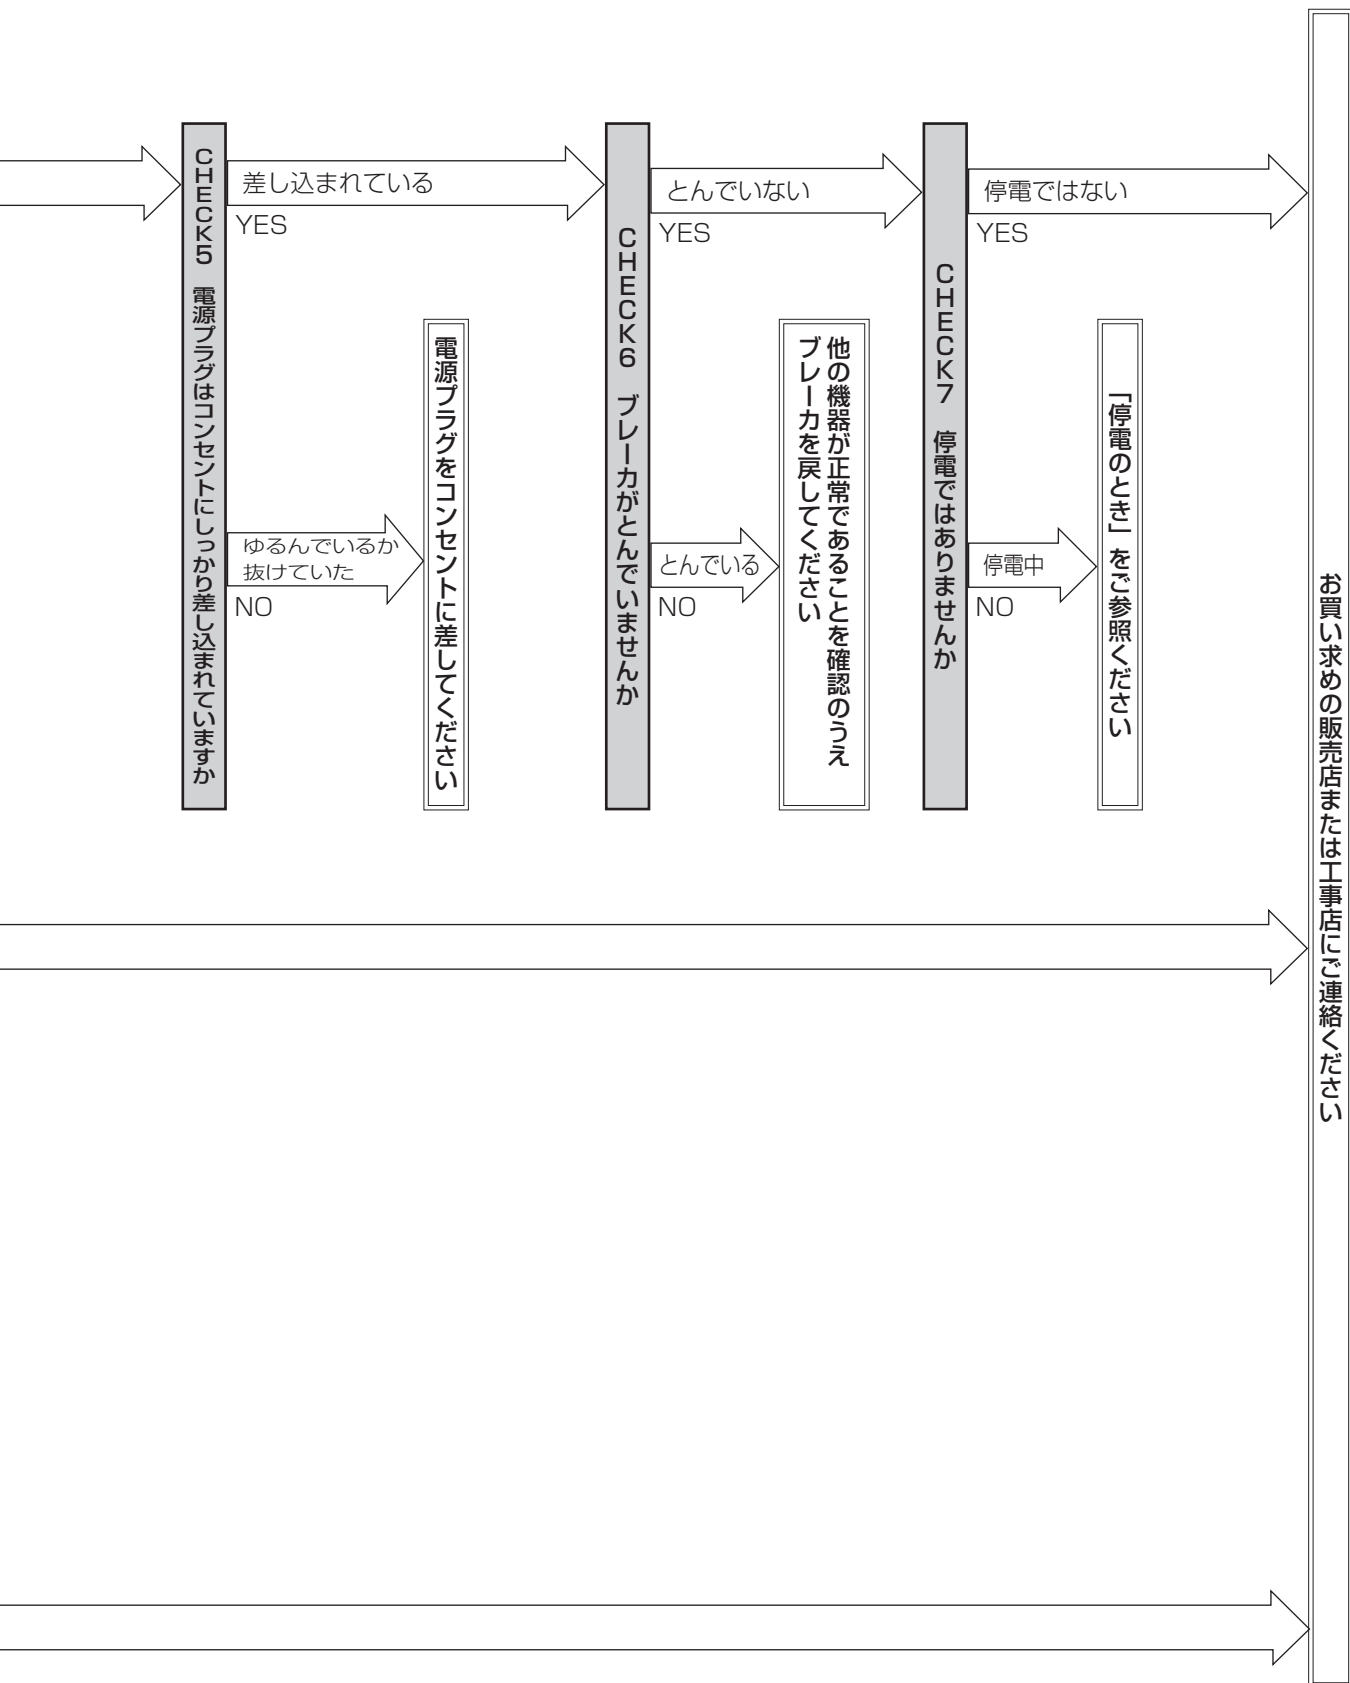 CHECK5　電源プラグはコンセントにしっかり差し込まれていますか
差し込まれている
YES
ゆるんでいるか
抜けていた
NO
電源プラグをコンセントに差してください
CHECK6　ブレーカがとんでいませんか
とんでいない
YES
とんでいる
NO
他の機器が正常であることを確認のうえ
ブレーカを戻してください
CHECK7　停電ではありませんか
停電ではない
YES
停電中
NO
「停電のとき」をご参照ください
お買い求めの販売店または工事店にご連絡ください